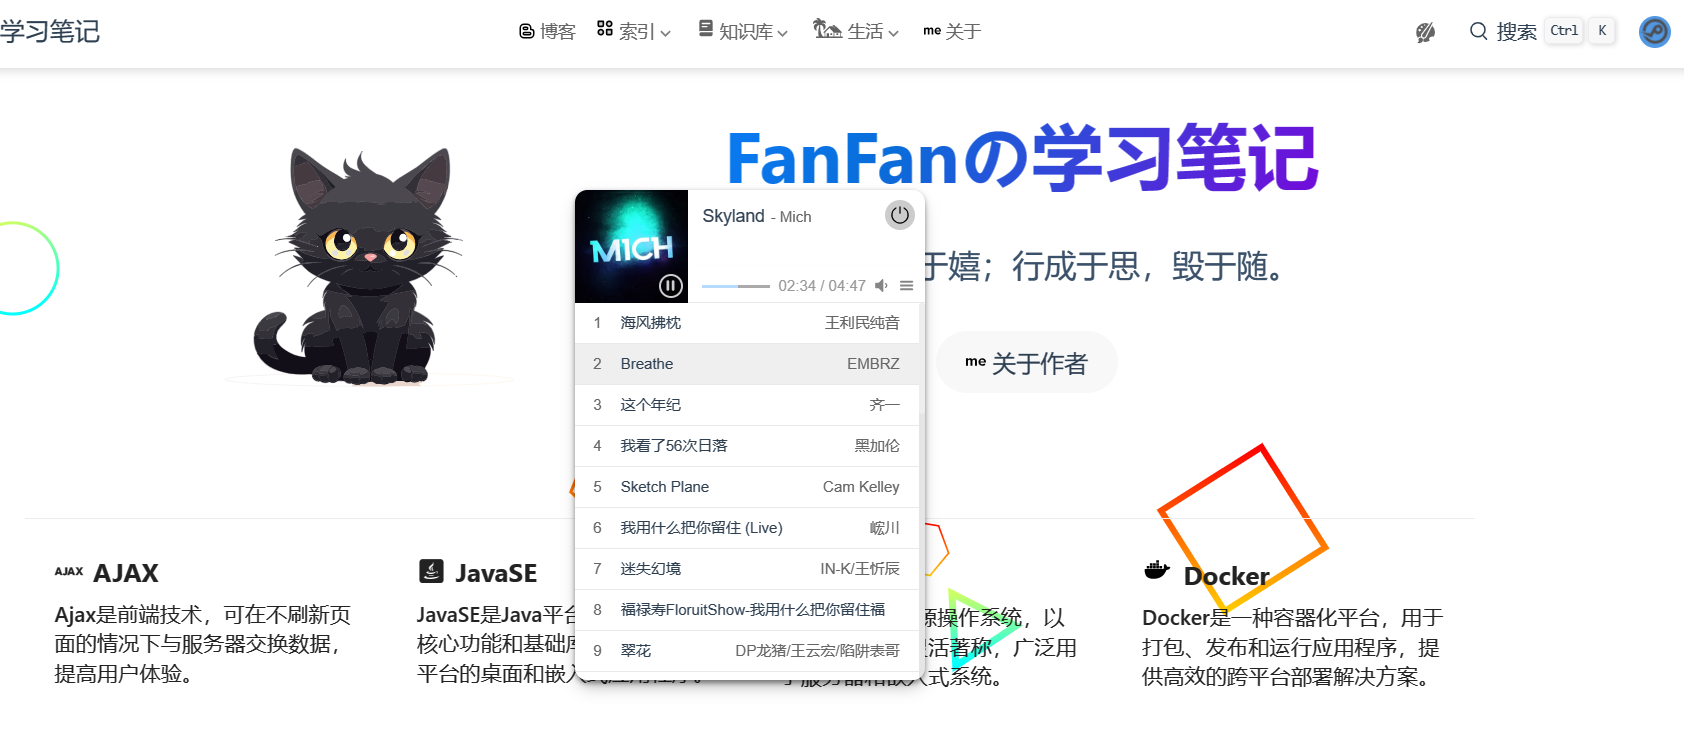 学习笔记
博客 索引 知识库 生活 me 关于
搜索 Ctrl K
FanFanの学习笔记
于嬉；行成于思，毁于随。
me 关于作者
MICH
Skyland - Mich
02:34 / 04:47
1 海风拂枕 王利民纯音
2 Breathe EMBRZ
3 这个年纪 齐一
4 我看了56次日落 黑加伦
5 Sketch Plane Cam Kelley
6 我用什么把你留住 (Live) 峵川
7 迷失幻境 IN-K/王忻辰
8 福禄寿FloruitShow-我用什么把你留住福
9 翠花 DP龙猪/王云宏/陷阱表哥
AJAX AJAX
Ajax是前端技术，可在不刷新页
面的情况下与服务器交换数据，
提高用户体验。
JavaSE
JavaSE是Java平台
核心功能和基础库
平台的桌面和嵌入
源操作系统，以
灵活著称，广泛用
于服务器和嵌入式系统。
Docker
Docker是一种容器化平台，用于
打包、发布和运行应用程序，提
供高效的跨平台部署解决方案。